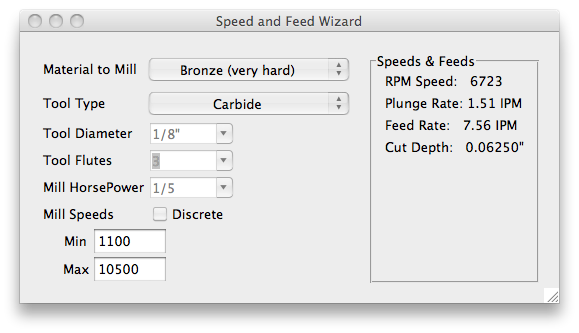 Speed and Feed Wizard
Material to Mill Bronze (very hard)
Tool Type Carbide
Tool Diameter 1/8"
Tool Flutes 3
Mill HorsePower 1/5
Mill Speeds Discrete
Min 1100
Max 10500
Speeds & Feeds
RPM Speed: 6723
Plunge Rate: 1.51 IPM
Feed Rate: 7.56 IPM
Cut Depth: 0.06250"